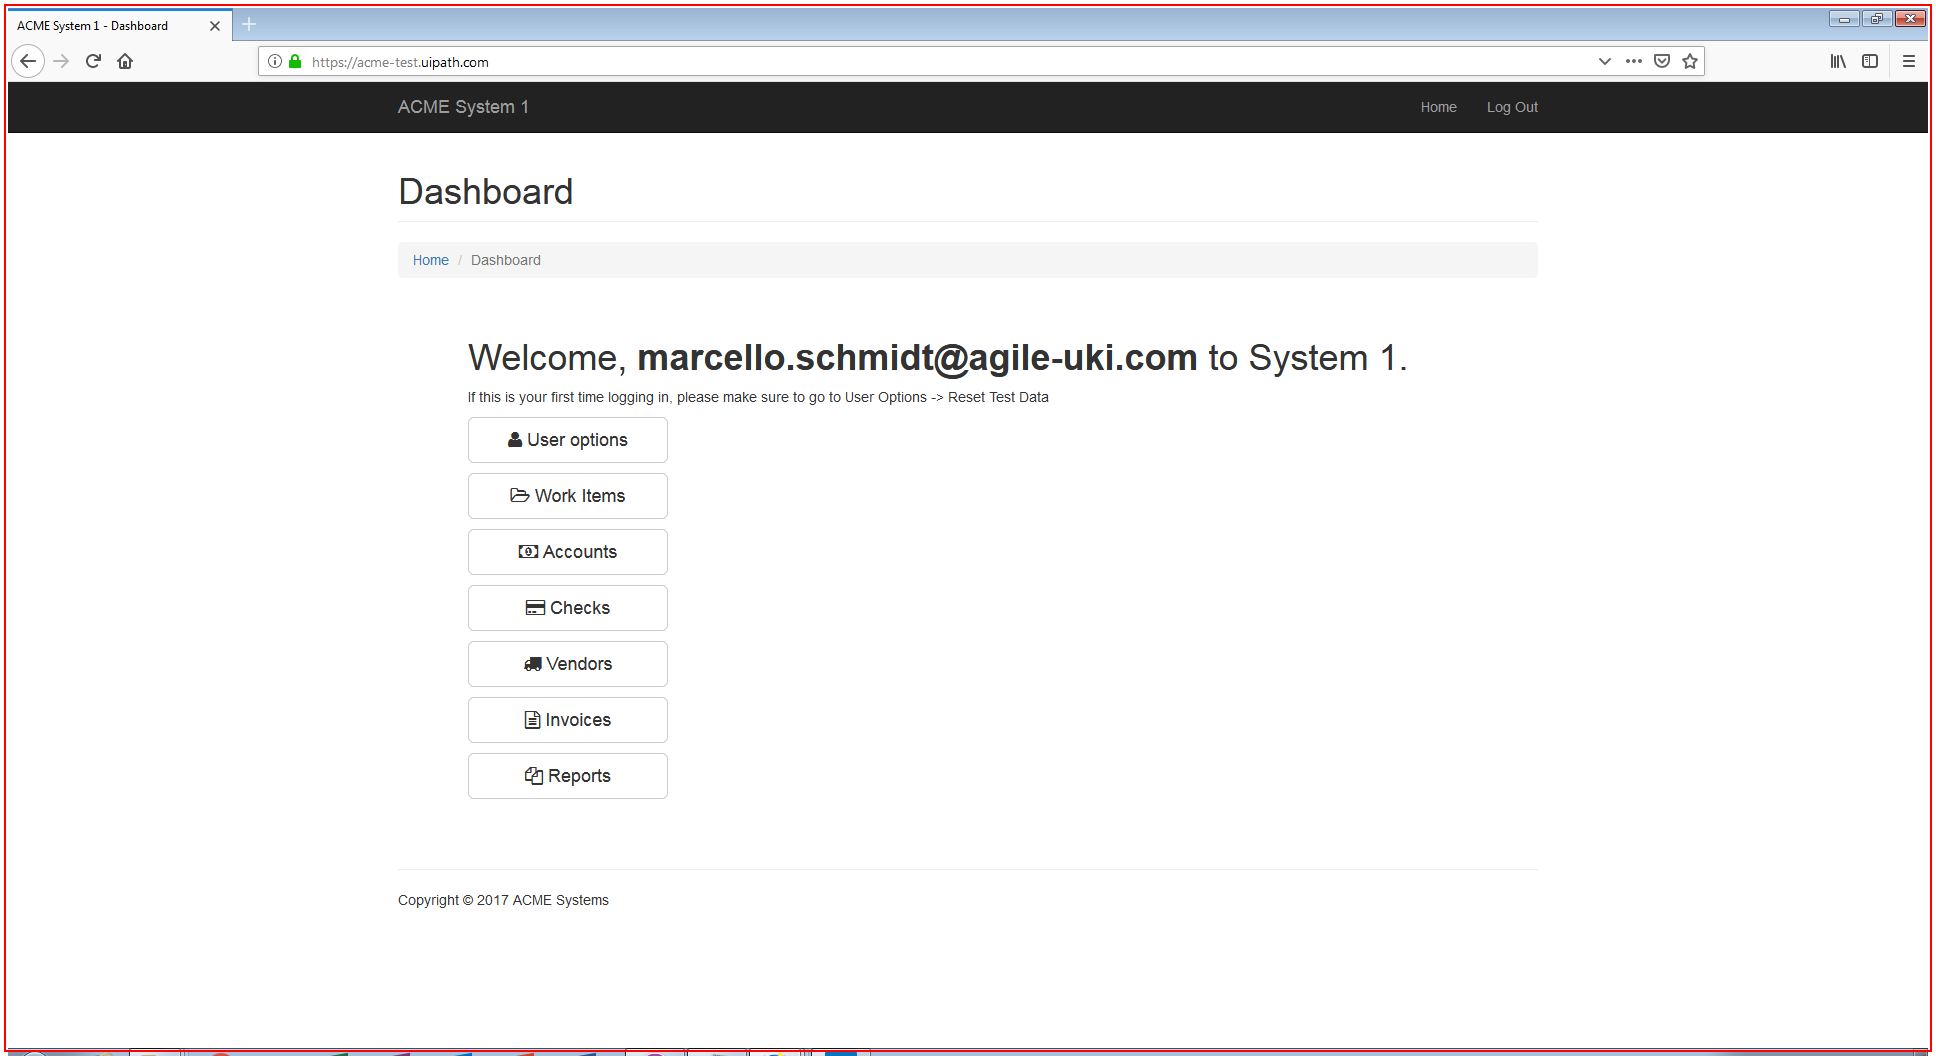 ACME System 1 - Dashboard
https://acme-test.uipath.com
ACME System 1 Home Log Out
Dashboard
Home / Dashboard
Welcome, marcello.schmidt@agile-uki.com to System 1.
If this is your first time logging in, please make sure to go to User Options -> Reset Test Data
User options
Work Items
Accounts
Checks
Vendors
Invoices
Reports
Copyright © 2017 ACME Systems